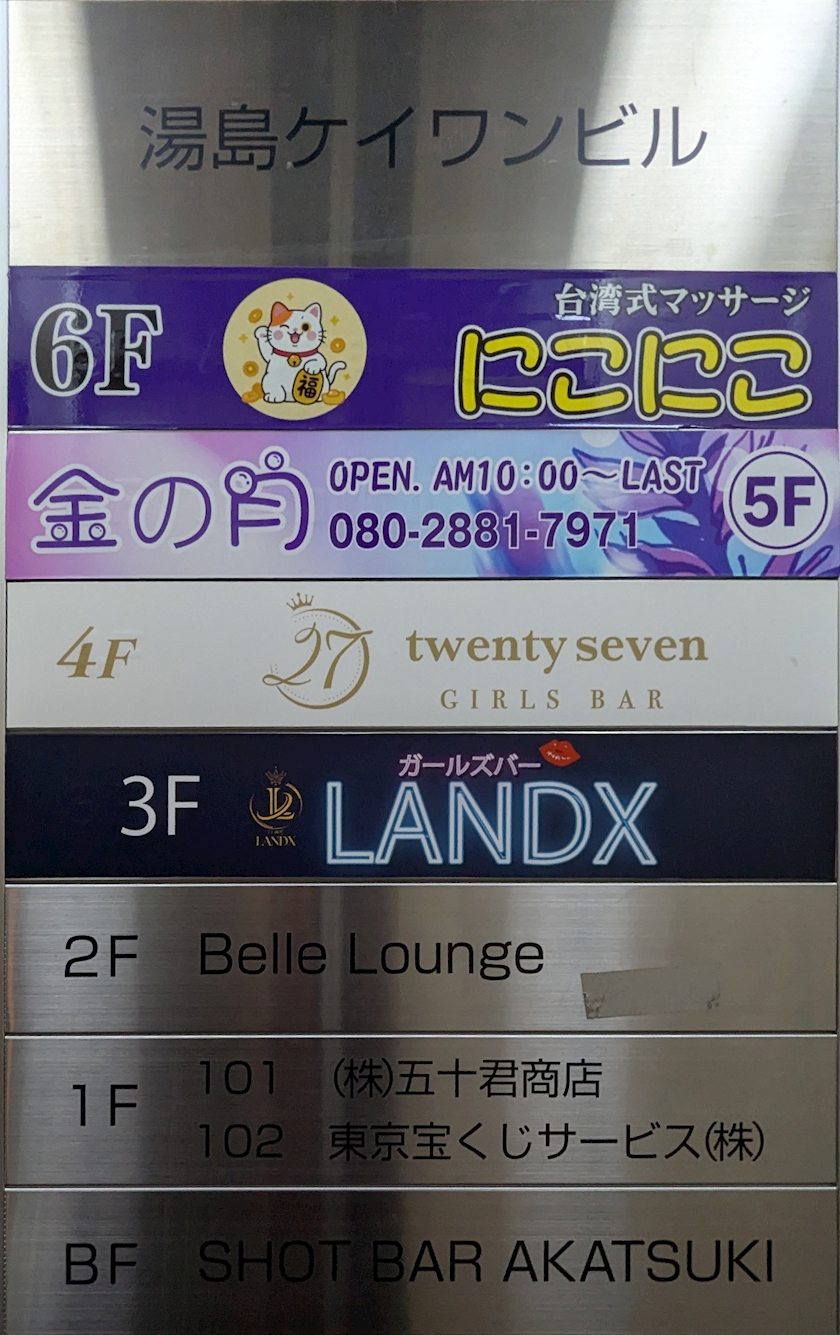 湯島ケイワンビル
6F
福
台湾式マッサージ
にこにこ
金の月
OPEN. AM10:00〜LAST
080-2881-7971
5F
4F
27
twenty seven
GIRLS BAR
3F
LANDX
ガールズバー
LANDX
2F Belle Lounge
1F
101 (株)五十君商店
102 東京宝くじサービス(株)
BF SHOT BAR AKATSUKI